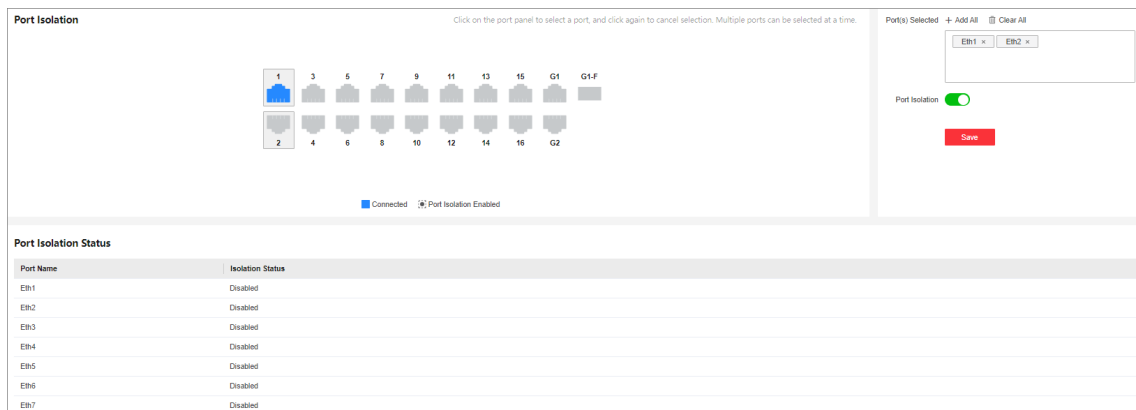 Port Isolation
Click on the port panel to select a port, and click again to cancel selection. Multiple ports can be selected at a time.
1 3 5 7 9 11 13 15 G1 G1-F
2 4 6 8 10 12 14 16 G2
Connected Port Isolation Enabled
Port(s) Selected + Add All Clear All
Eth1 × Eth2 ×
Port Isolation
Save
Port Isolation Status
Port Name Isolation Status
Eth1 Disabled
Eth2 Disabled
Eth3 Disabled
Eth4 Disabled
Eth5 Disabled
Eth6 Disabled
Eth7 Disabled